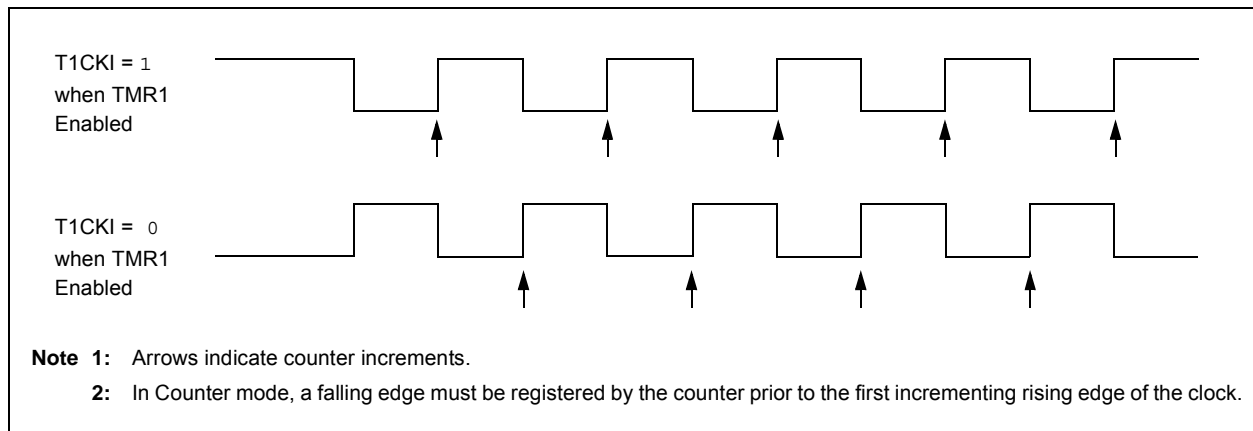 T1CKI = 1
when TMR1
Enabled
T1CKI = 0
when TMR1
Enabled
Note 1: Arrows indicate counter increments.
2: In Counter mode, a falling edge must be registered by the counter prior to the first incrementing rising edge of the clock.